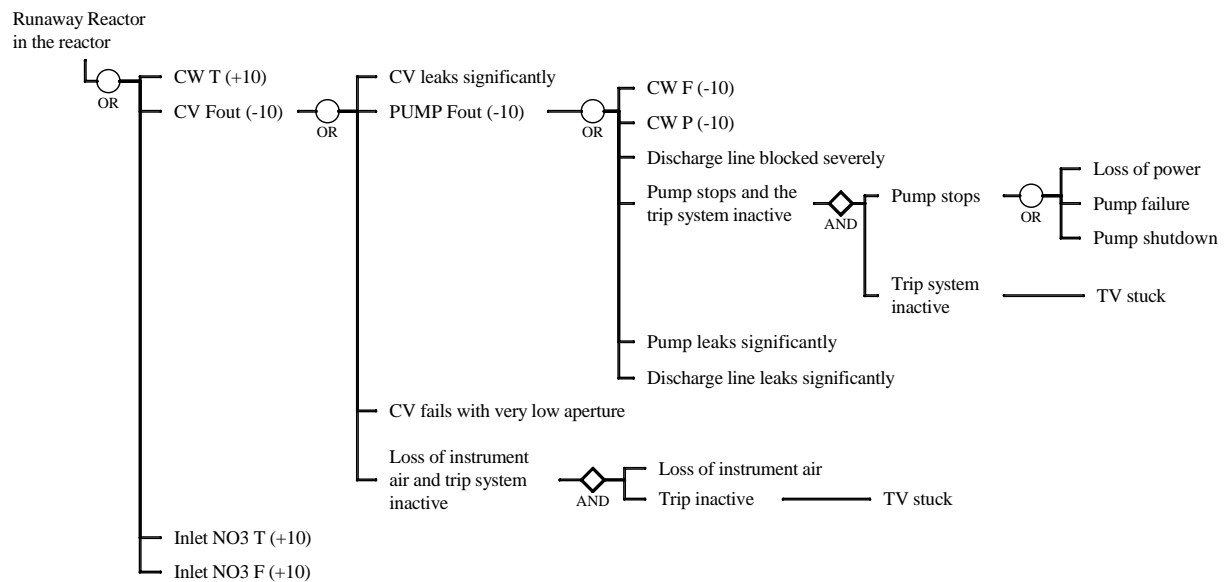 Runaway Reactor
in the reactor
OR
CW T (+10)
CV Fout (-10)
OR
CV leaks significantly
PUMP Fout (-10)
OR
CW F (-10)
CW P (-10)
Discharge line blocked severely
Pump stops and the
trip system inactive
AND
Pump stops
OR
Loss of power
Pump failure
Pump shutdown
Trip system
inactive
TV stuck
Pump leaks significantly
Discharge line leaks significantly
CV fails with very low aperture
Loss of instrument
air and trip system
inactive
AND
Loss of instrument air
Trip inactive
TV stuck
Inlet NO3 T (+10)
Inlet NO3 F (+10)